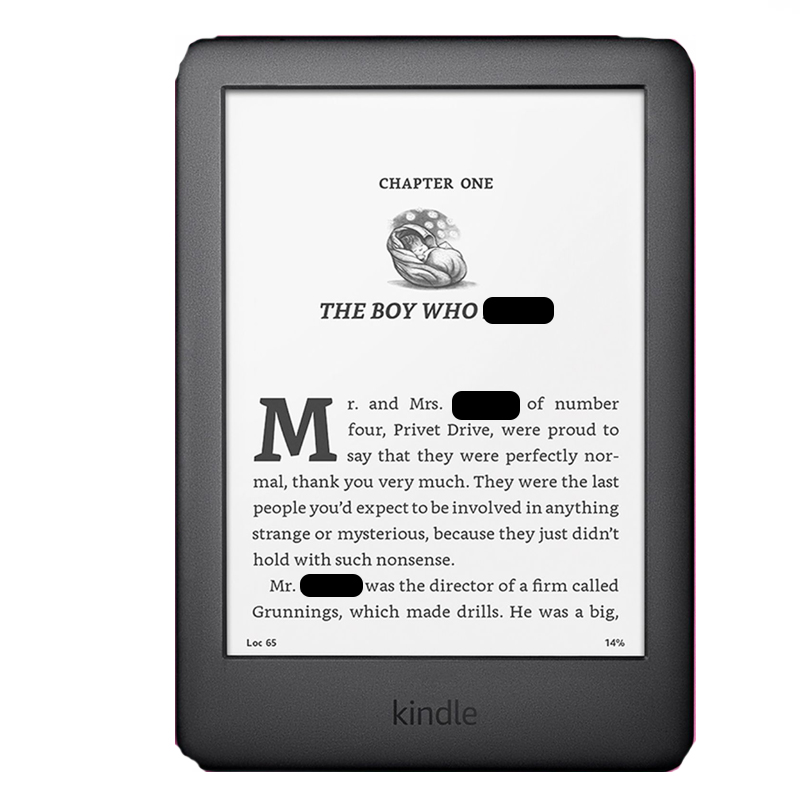 CHAPTER ONE
THE BOY WHO
Mr. and Mrs. of number
four, Privet Drive, were proud to
say that they were perfectly nor-
mal, thank you very much. They were the last
people you’d expect to be involved in anything
strange or mysterious, because they just didn’t
hold with such nonsense.
Mr. was the director of a firm called
Grunnings, which made drills. He was a big,
Loc 65 14%
kindle